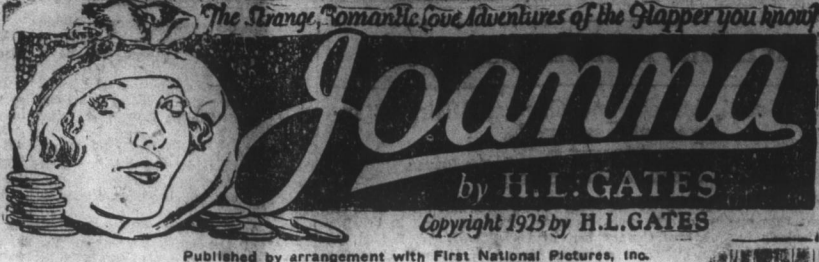 The Strange, Romantic Love Adventures of the Flapper you know!
Joanna
by H. L. GATES
Copyright 1925 by H.L.GATES
Published by arrangement with First National Pictures, Inc.